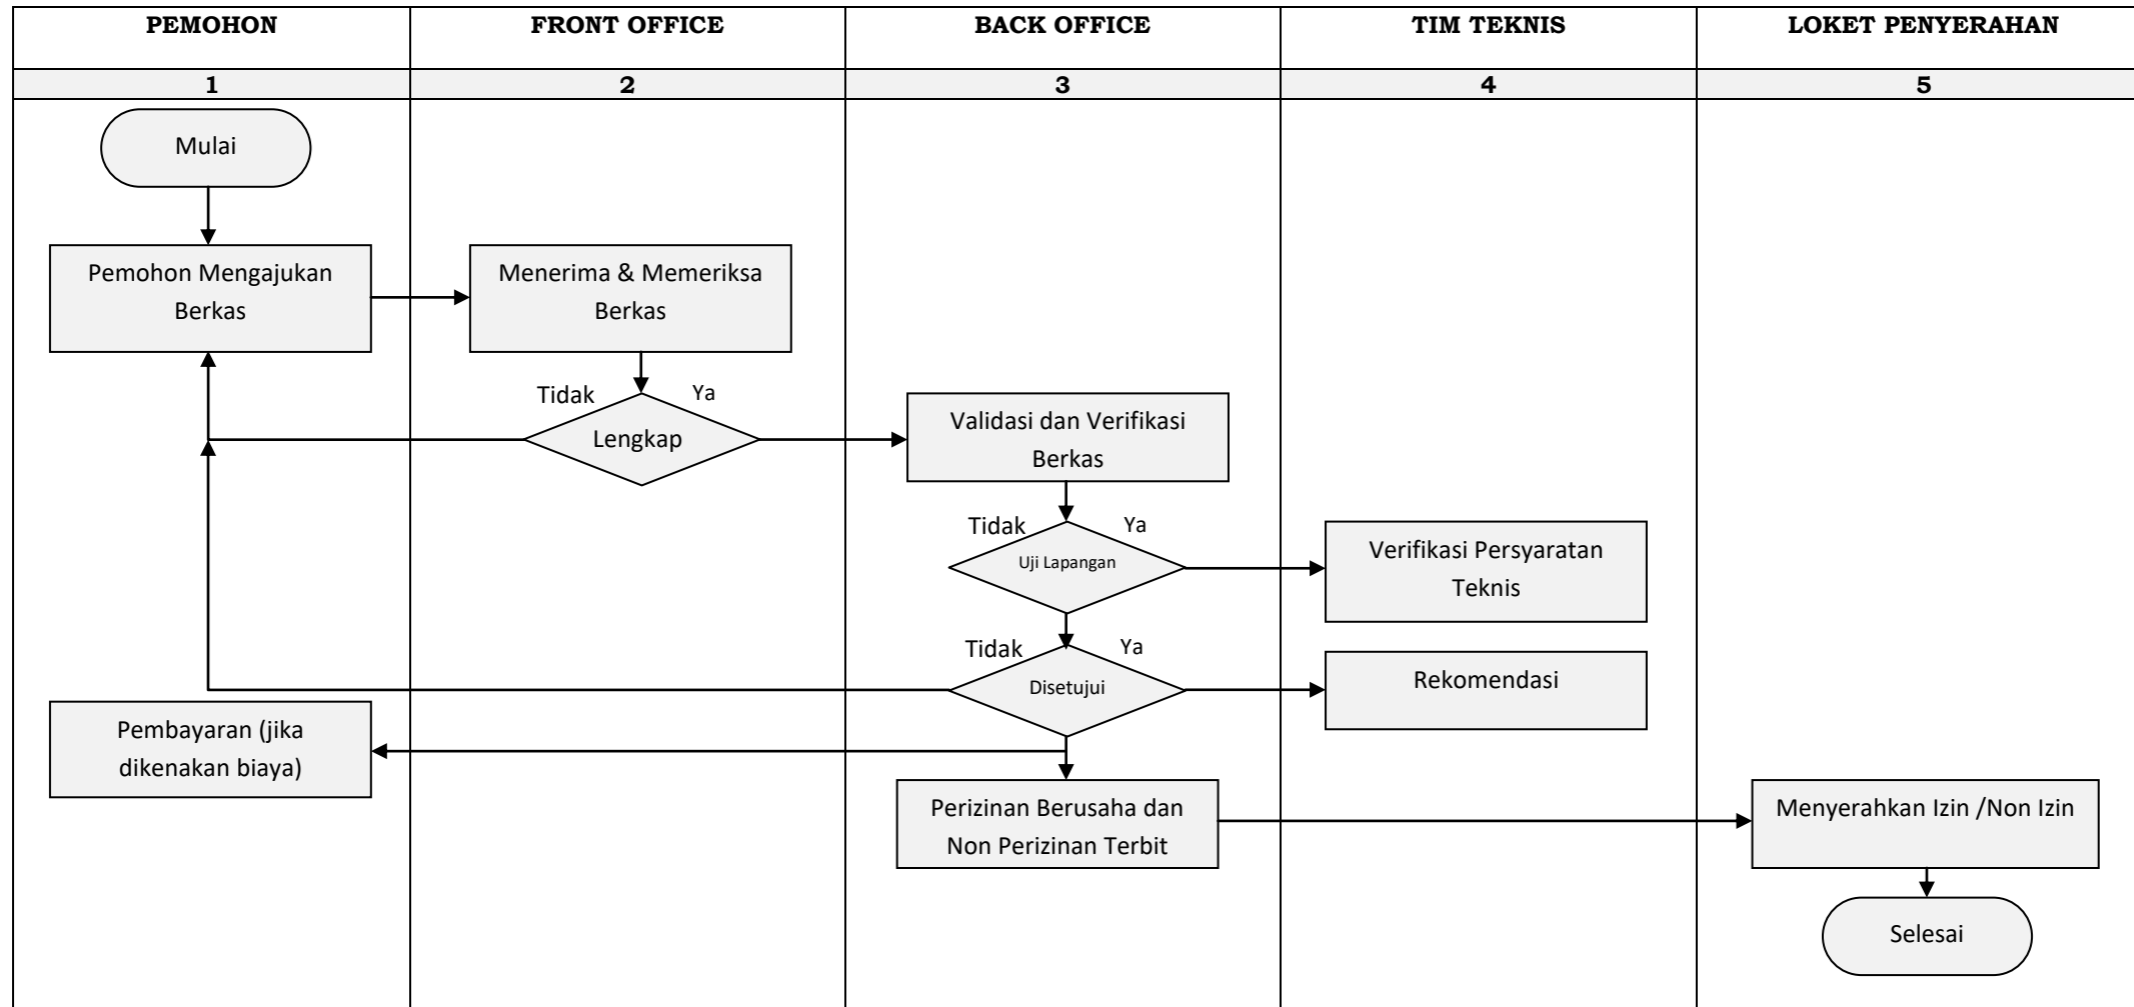 PEMOHON
FRONT OFFICE
BACK OFFICE
TIM TEKNIS
LOKET PENYERAHAN
1
2
3
4
5
Mulai
Pemohon Mengajukan
Berkas
Menerima & Memeriksa
Berkas
Tidak
Ya
Lengkap
Validasi dan Verifikasi
Berkas
Tidak
Ya
Uji Lapangan
Verifikasi Persyaratan
Teknis
Tidak
Ya
Disetujui
Rekomendasi
Pembayaran (jika
dikenakan biaya)
Perizinan Berusaha dan
Non Perizinan Terbit
Menyerahkan Izin /Non Izin
Selesai